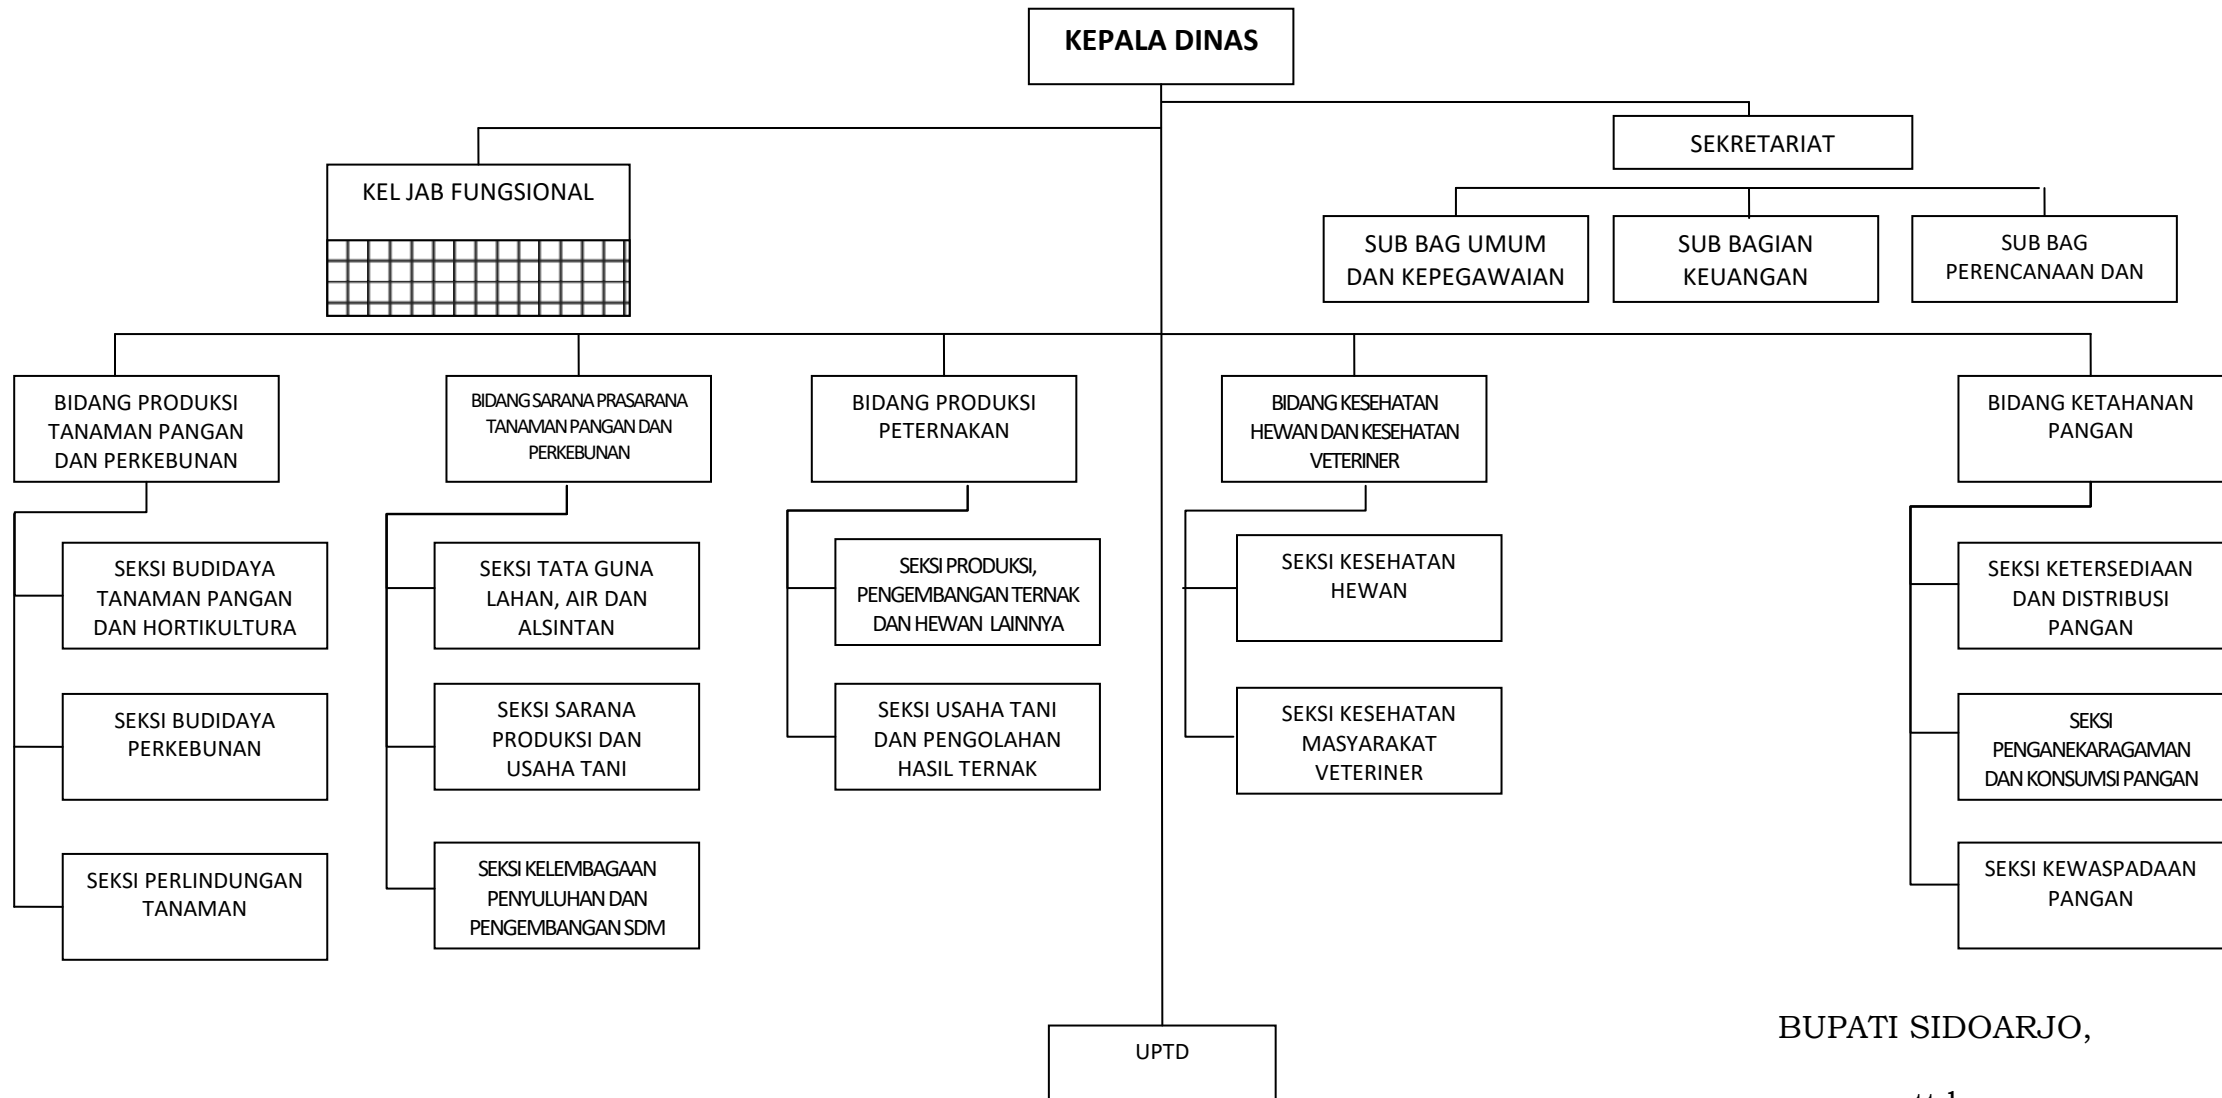 KEPALA DINAS
SEKRETARIAT
KEL JAB FUNGSIONAL
SUB BAG UMUM
DAN KEPEGAWAIAN
SUB BAGIAN
KEUANGAN
SUB BAG
PERENCANAAN DAN
BIDANG PRODUKSI
TANAMAN PANGAN
DAN PERKEBUNAN
BIDANG SARANA PRASARANA
TANAMAN PANGAN DAN
PERKEBUNAN
BIDANG PRODUKSI
PETERNAKAN
BIDANG KESEHATAN
HEWAN DAN KESEHATAN
VETERINER
BIDANG KETAHANAN
PANGAN
SEKSI BUDIDAYA
TANAMAN PANGAN
DAN HORTIKULTURA
SEKSI TATA GUNA
LAHAN, AIR DAN
ALSINTAN
SEKSI PRODUKSI,
PENGEMBANGAN TERNAK
DAN HEWAN LAINNYA
SEKSI KESEHATAN
HEWAN
SEKSI KETERSEDIAAN
DAN DISTRIBUSI
PANGAN
SEKSI BUDIDAYA
PERKEBUNAN
SEKSI SARANA
PRODUKSI DAN
USAHA TANI
SEKSI USAHA TANI
DAN PENGOLAHAN
HASIL TERNAK
SEKSI KESEHATAN
MASYARAKAT
VETERINER
SEKSI
PENGANEKARAGAMAN
DAN KONSUMSI PANGAN
SEKSI PERLINDUNGAN
TANAMAN
SEKSI KELEMBAGAAN
PENYULUHAN DAN
PENGEMBANGAN SDM
SEKSI KEWASPADAAN
PANGAN
UPTD
BUPATI SIDOARJO,